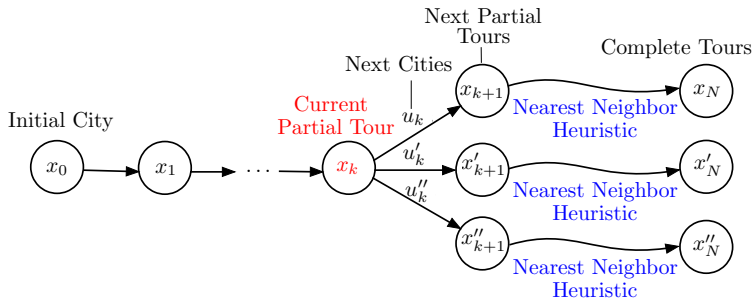 Initial City
x_0
x_1
...
Current
Partial Tour
x_k
Next Cities
u_k
u'_k
u''_k
Next Partial
Tours
x_{k+1}
x'_{k+1}
x''_{k+1}
Nearest Neighbor
Heuristic
Nearest Neighbor
Heuristic
Nearest Neighbor
Heuristic
Complete Tours
x_N
x'_N
x''_N